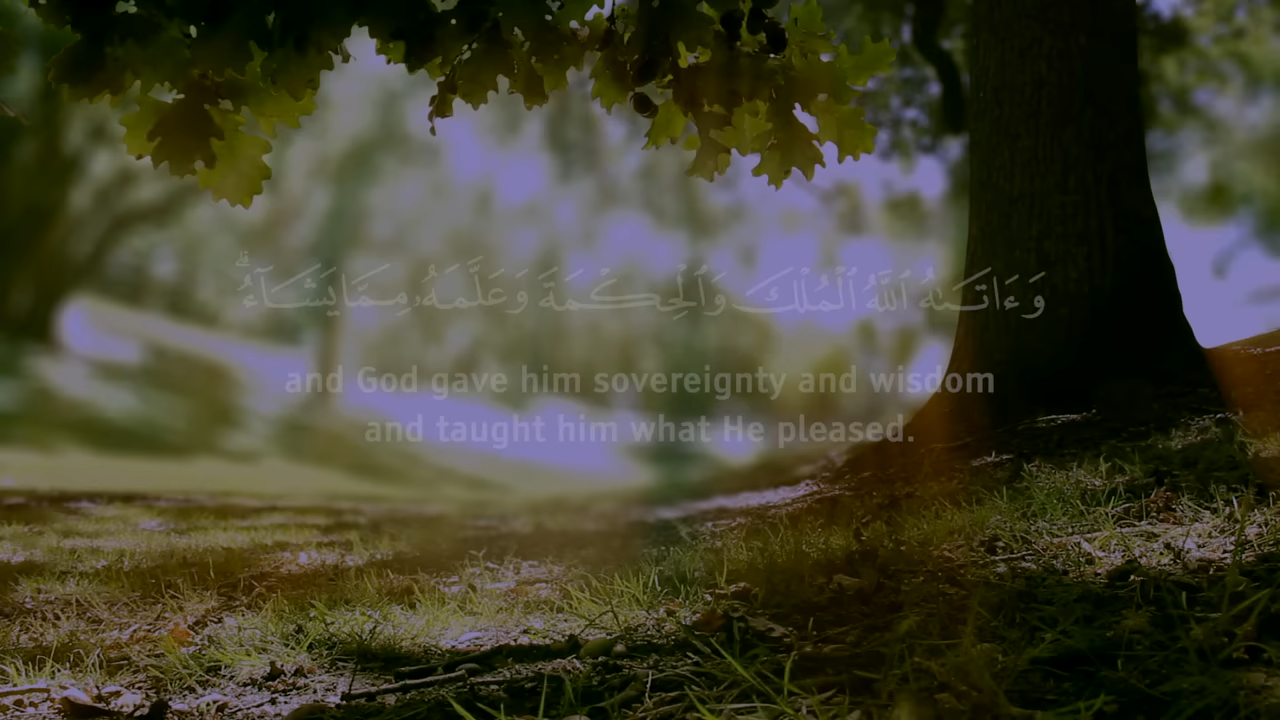 وَءَاتَىٰهُ ٱللَّهُ ٱلْمُلْكَ وَٱلْحِكْمَةَ وَعَلَّمَهُۥ مِمَّا يَشَآءُ ۗ
and God gave him sovereignty and wisdom
and taught him what He pleased.